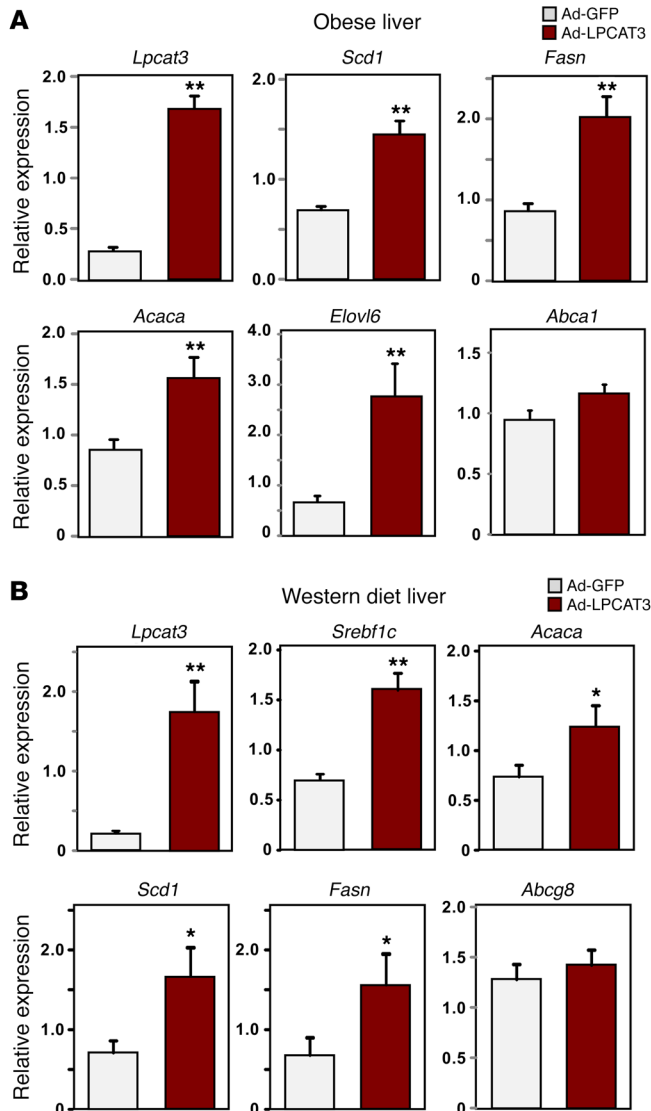 A
Obese liver
Ad-GFP
Ad-LPCAT3
Lpcat3
Scd1
Fasn
Relative expression
2.0
1.5
1.0
0.5
0.0
**
2.0
1.0
0
**
2.0
1.0
0
**
Acaca
Elovl6
Abca1
Relative expression
2.0
1.5
1.0
0.5
0
**
4.0
3.0
2.0
1.0
0
**
1.5
1.0
0.5
0
B
Western diet liver
Ad-GFP
Ad-LPCAT3
Lpcat3
Srebf1c
Acaca
Relative expression
2.0
1.0
0
**
2.0
1.5
1.0
0.5
0
**
2.0
1.5
1.0
0.5
0
*
Scd1
Fasn
Abcg8
Relative expression
2.0
1.0
0
*
2.0
1.0
0
*
2.0
1.5
1.0
0.5
0